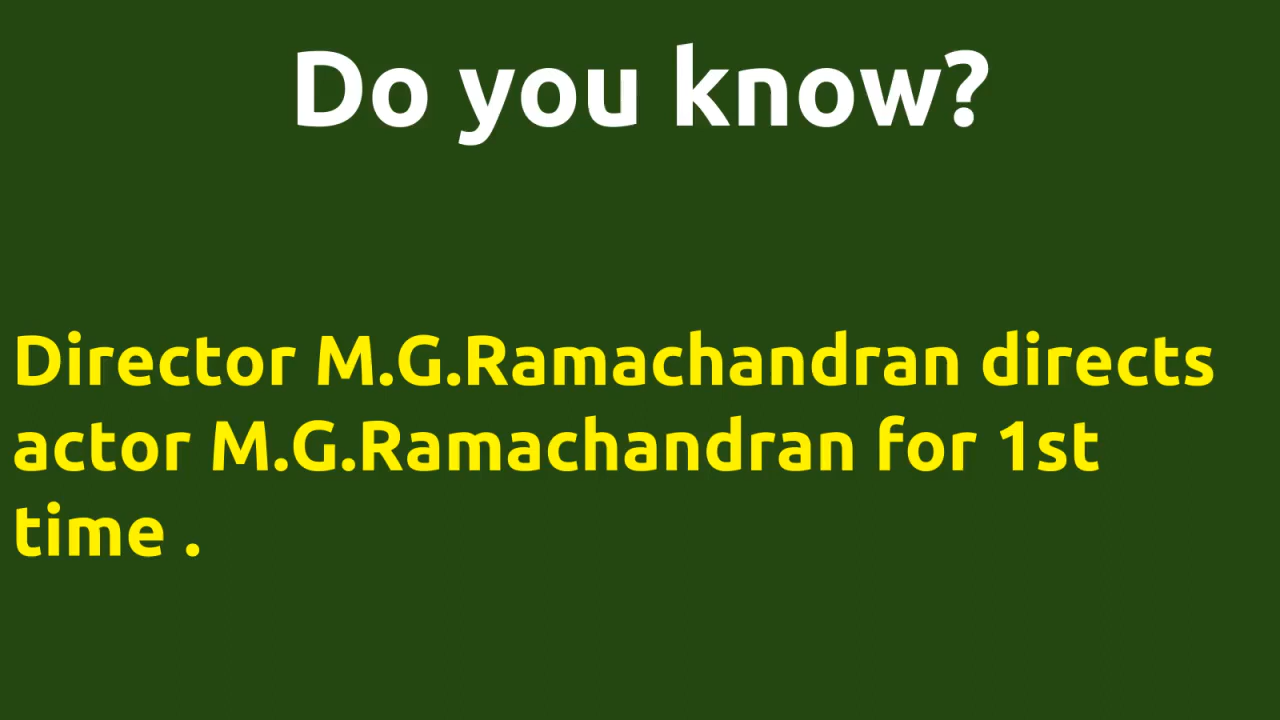 Do you know?
Director M.G.Ramachandran directs
actor M.G.Ramachandran for 1st
time .